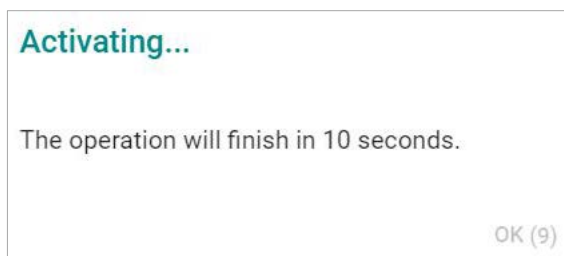 Activating...
The operation will finish in 10 seconds.
OK (9)